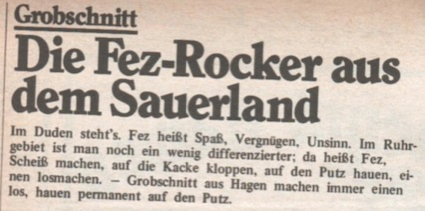 Grobschnitt
Die Fez-Rocker aus
dem Sauerland
Im Duden steht's. Fez heißt Spaß, Vergnügen, Unsinn. Im Ruhr-
gebiet ist man noch ein wenig differenzierter; da heißt Fez,
Scheiß machen, auf die Kacke kloppen, auf den Putz hauen, ei-
nen losmachen. – Grobschnitt aus Hagen machen immer einen
los, hauen permanent auf den Putz.